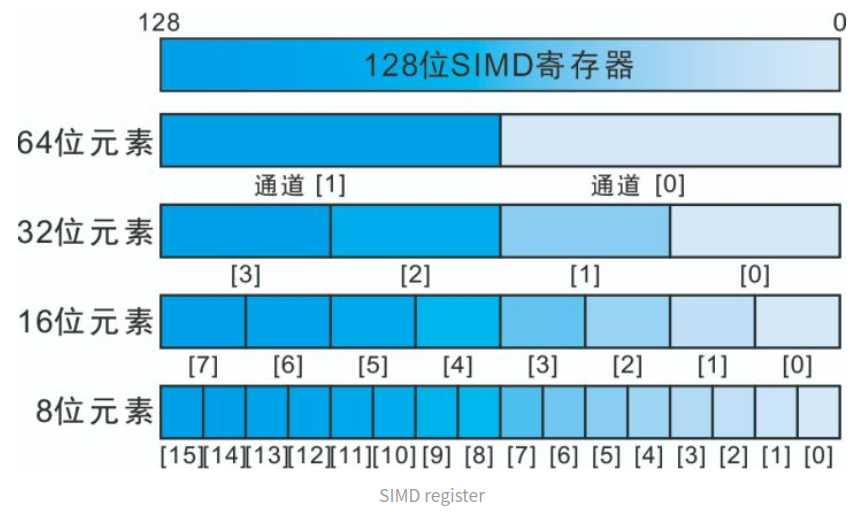 128 0
128位SIMD寄存器
64位元素
通道 [1] 通道 [0]
32位元素
[3] [2] [1] [0]
16位元素
[7] [6] [5] [4] [3] [2] [1] [0]
8位元素
[15][14][13][12][11][10] [9] [8] [7] [6] [5] [4] [3] [2] [1] [0]
SIMD register